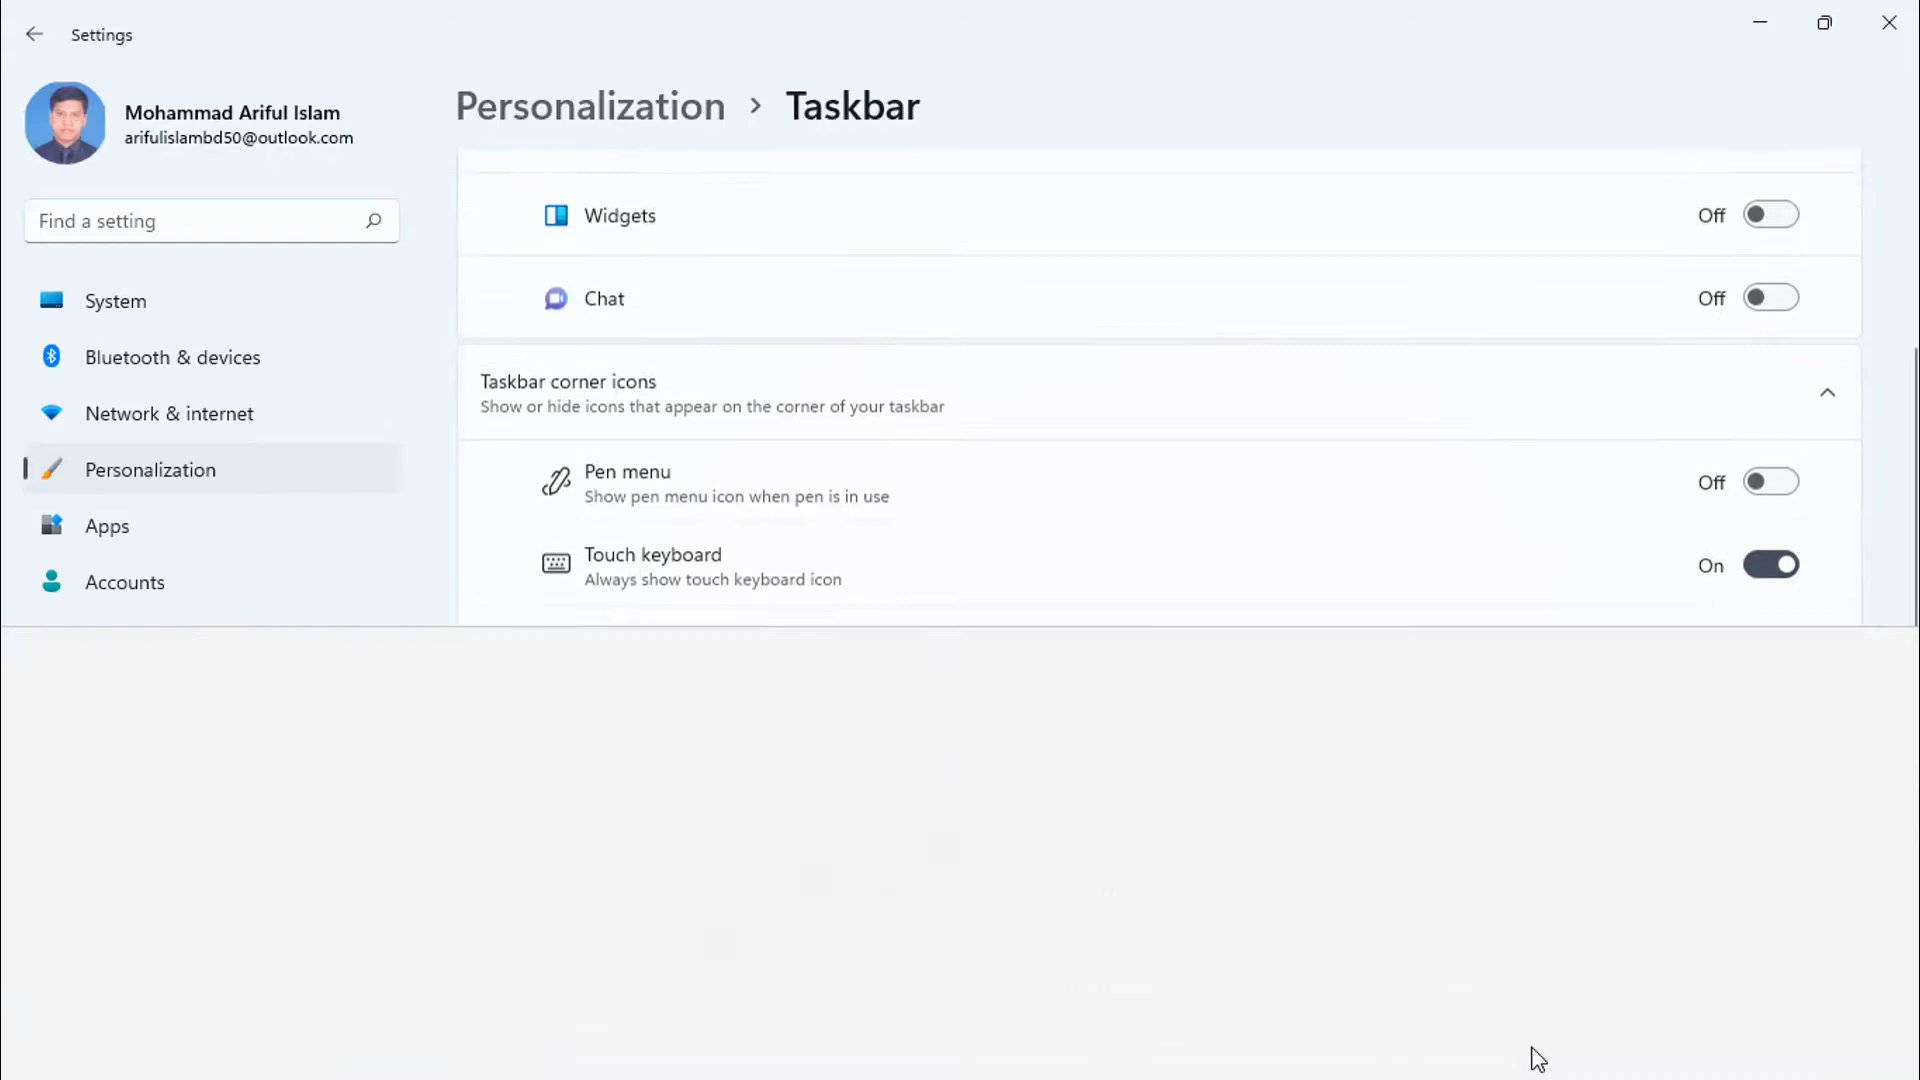 Settings
Mohammad Ariful Islam
arifulislambd50@outlook.com
Find a setting
System
Bluetooth & devices
Network & internet
Personalization
Apps
Accounts
Personalization > Taskbar
Widgets Off
Chat Off
Taskbar corner icons
Show or hide icons that appear on the corner of your taskbar
Pen menu
Show pen menu icon when pen is in use
Off
Touch keyboard
Always show touch keyboard icon
On